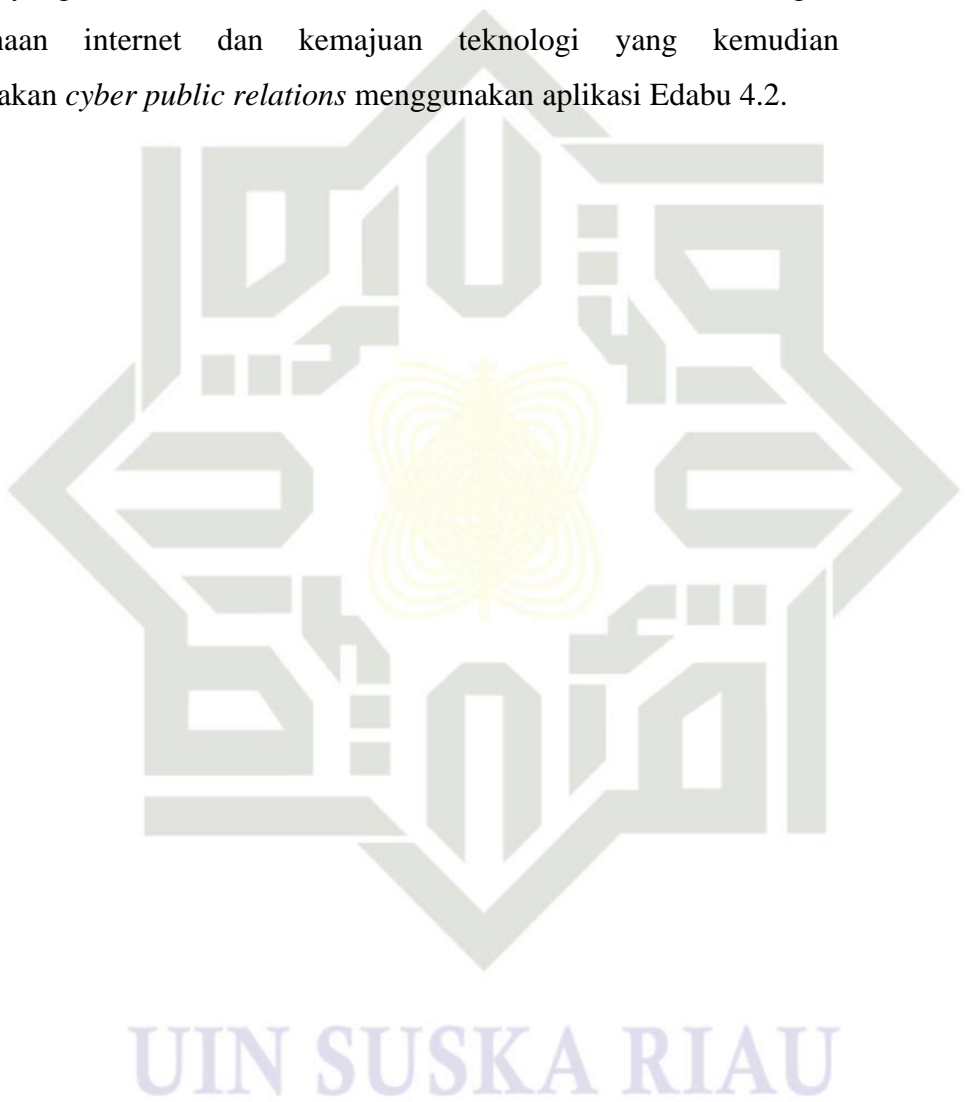 naan internet dan kemajuan teknologi yang kemudian
akan cyber public relations menggunakan aplikasi Edabu 4.2.
UIN SUSKA RIAU